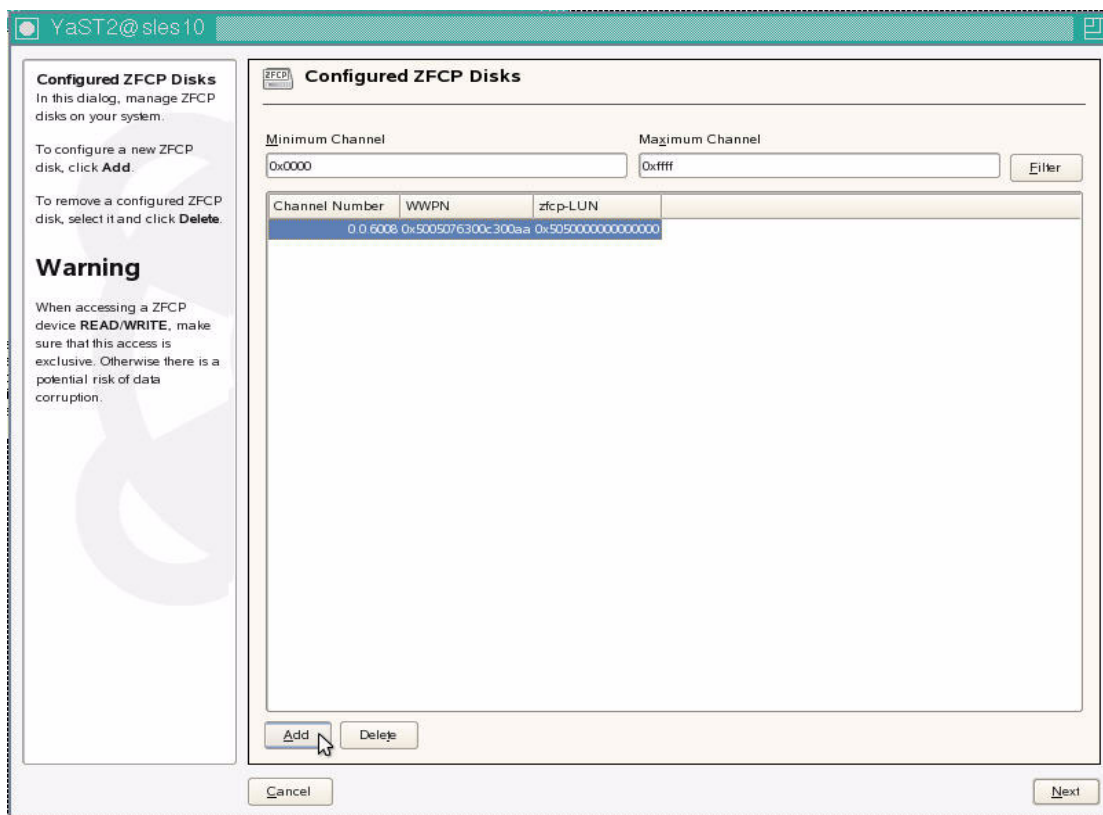 YaST2@sles10
Configured ZFCP Disks
In this dialog, manage ZFCP
disks on your system.
To configure a new ZFCP
disk, click Add.
To remove a configured ZFCP
disk, select it and click Delete.
Warning
When accessing a ZFCP
device READ/WRITE, make
sure that this access is
exclusive. Otherwise there is a
potential risk of data
corruption.
ZFCP
Configured ZFCP Disks
Minimum Channel
Maximum Channel
0x0000
0xffff
Filter
Channel Number WWPN zfcp-LUN
0.0.6008 0x5005076300c300aa 0x5050000000000000
Add
Delete
Cancel
Next